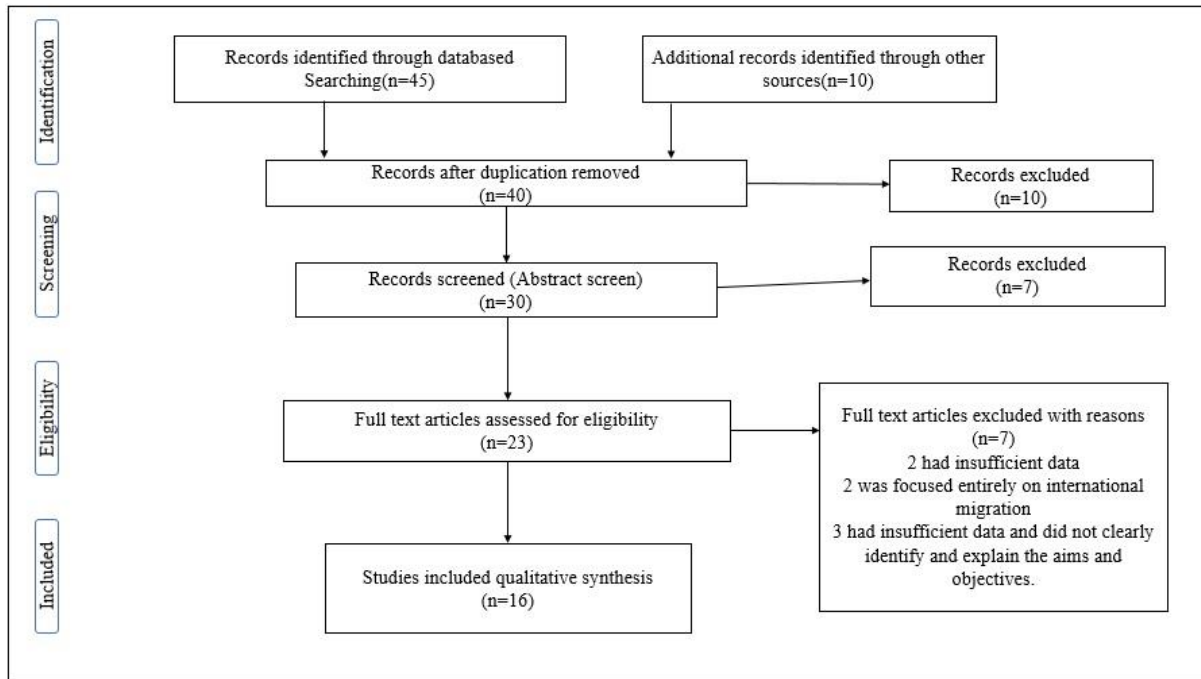 Identification
Records identified through databased
Searching(n=45)
Additional records identified through other
sources(n=10)
Records after duplication removed
(n=40)
Records excluded
(n=10)
Screening
Records screened (Abstract screen)
(n=30)
Records excluded
(n=7)
Eligibility
Full text articles assessed for eligibility
(n=23)
Full text articles excluded with reasons
(n=7)
2 had insufficient data
2 was focused entirely on international
migration
3 had insufficient data and did not clearly
identify and explain the aims and
objectives.
Included
Studies included qualitative synthesis
(n=16)